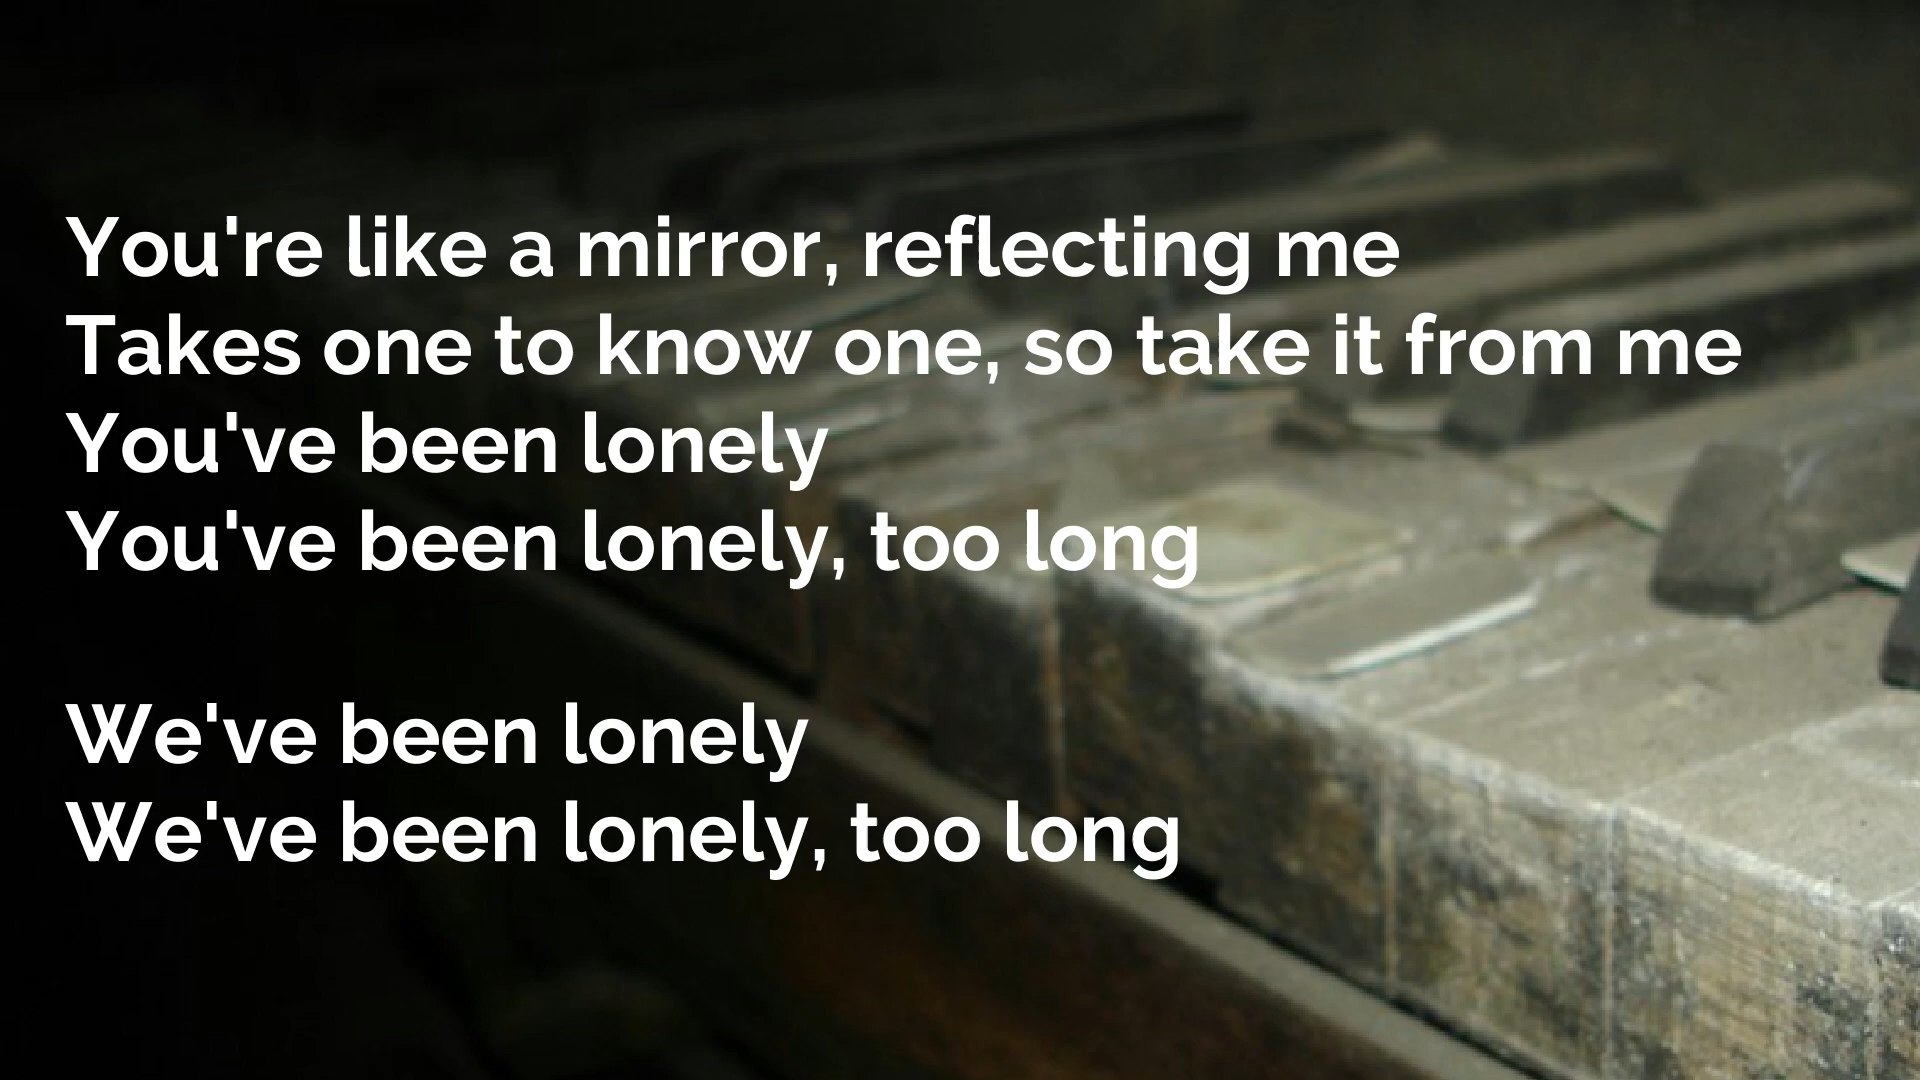 You're like a mirror, reflecting me
Takes one to know one, so take it from me
You've been lonely
You've been lonely, too long
We've been lonely
We've been lonely, too long